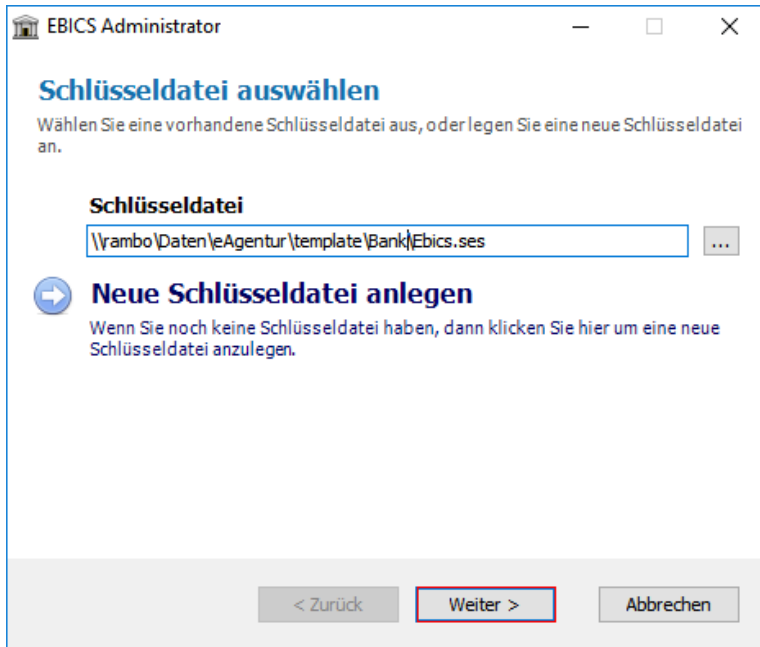 EBICS Administrator
Schlüsseldatei auswählen
Wählen Sie eine vorhandene Schlüsseldatei aus, oder legen Sie eine neue Schlüsseldatei
an.
Schlüsseldatei
\\rambo\Daten\eAgentur\template\Bank\Ebics.ses
...
Neue Schlüsseldatei anlegen
Wenn Sie noch keine Schlüsseldatei haben, dann klicken Sie hier um eine neue
Schlüsseldatei anzulegen.
< Zurück Weiter > Abbrechen